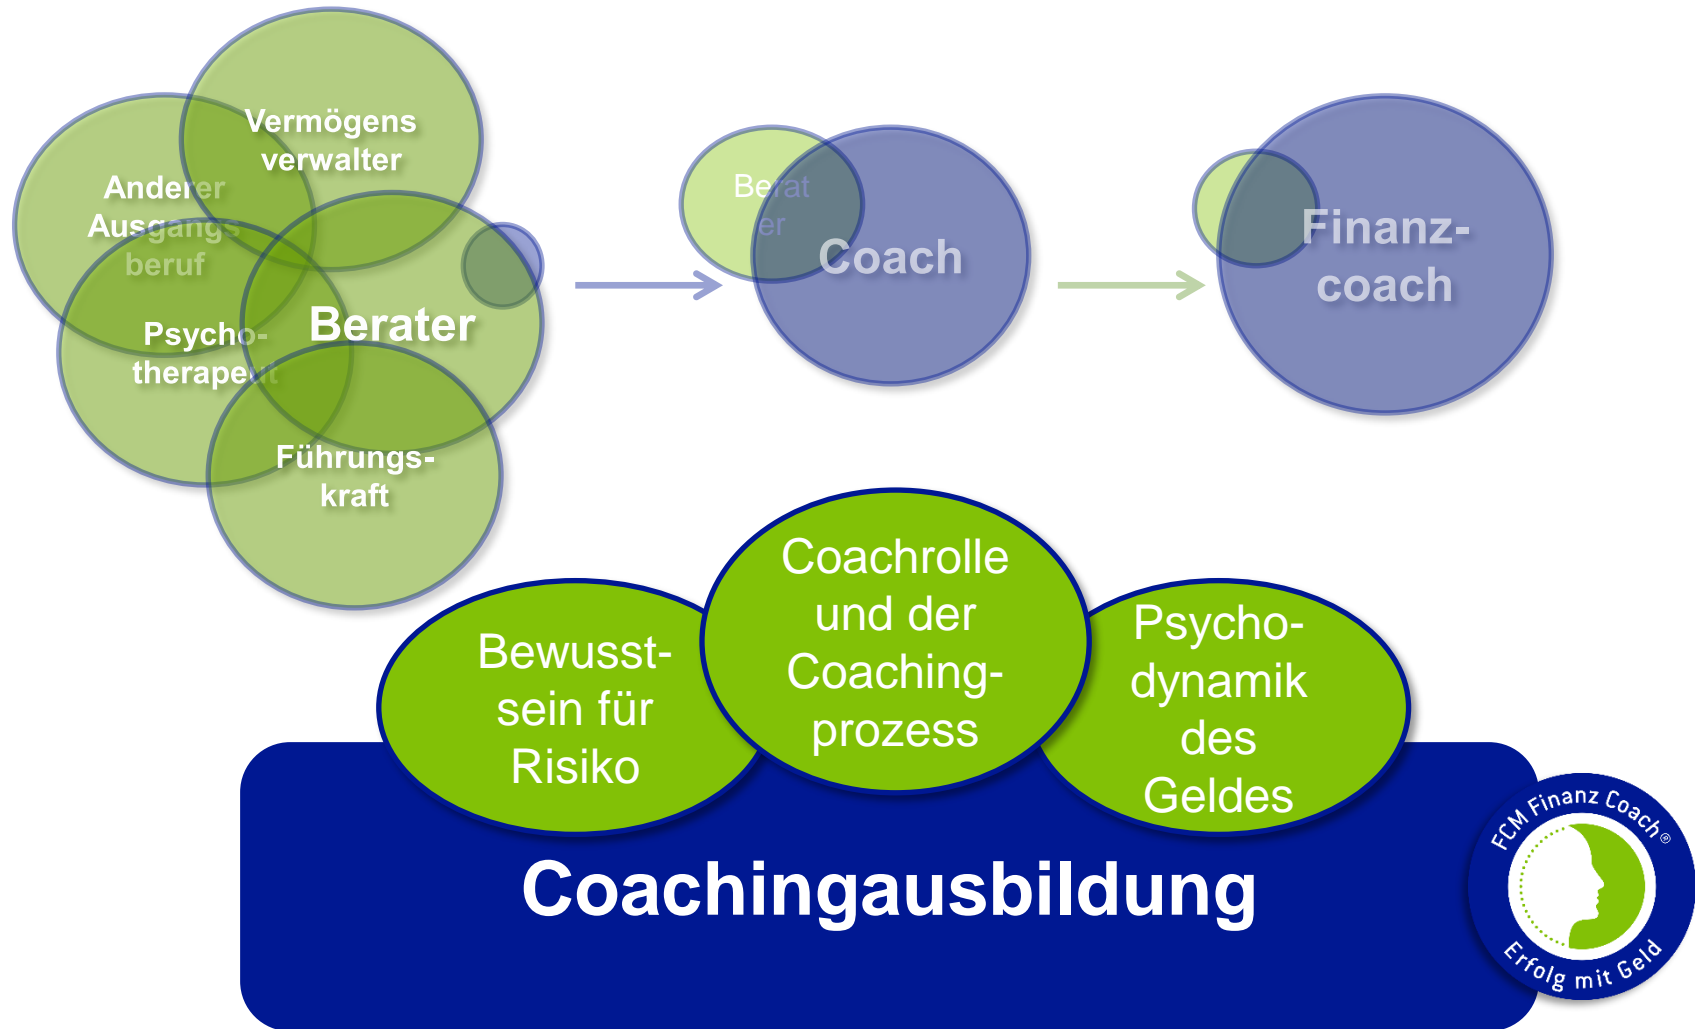 Vermögens
verwalter
Anderer
Ausgangs
beruf
Psycho-
therapeut
Berater
Führungs-
kraft
Berat
er
Coach
Finanz-
coach
Bewusst-
sein für
Risiko
Coachrolle
und der
Coaching-
prozess
Psycho-
dynamik
des
Geldes
Coachingausbildung
FCM Finanz Coach®
Erfolg mit Geld